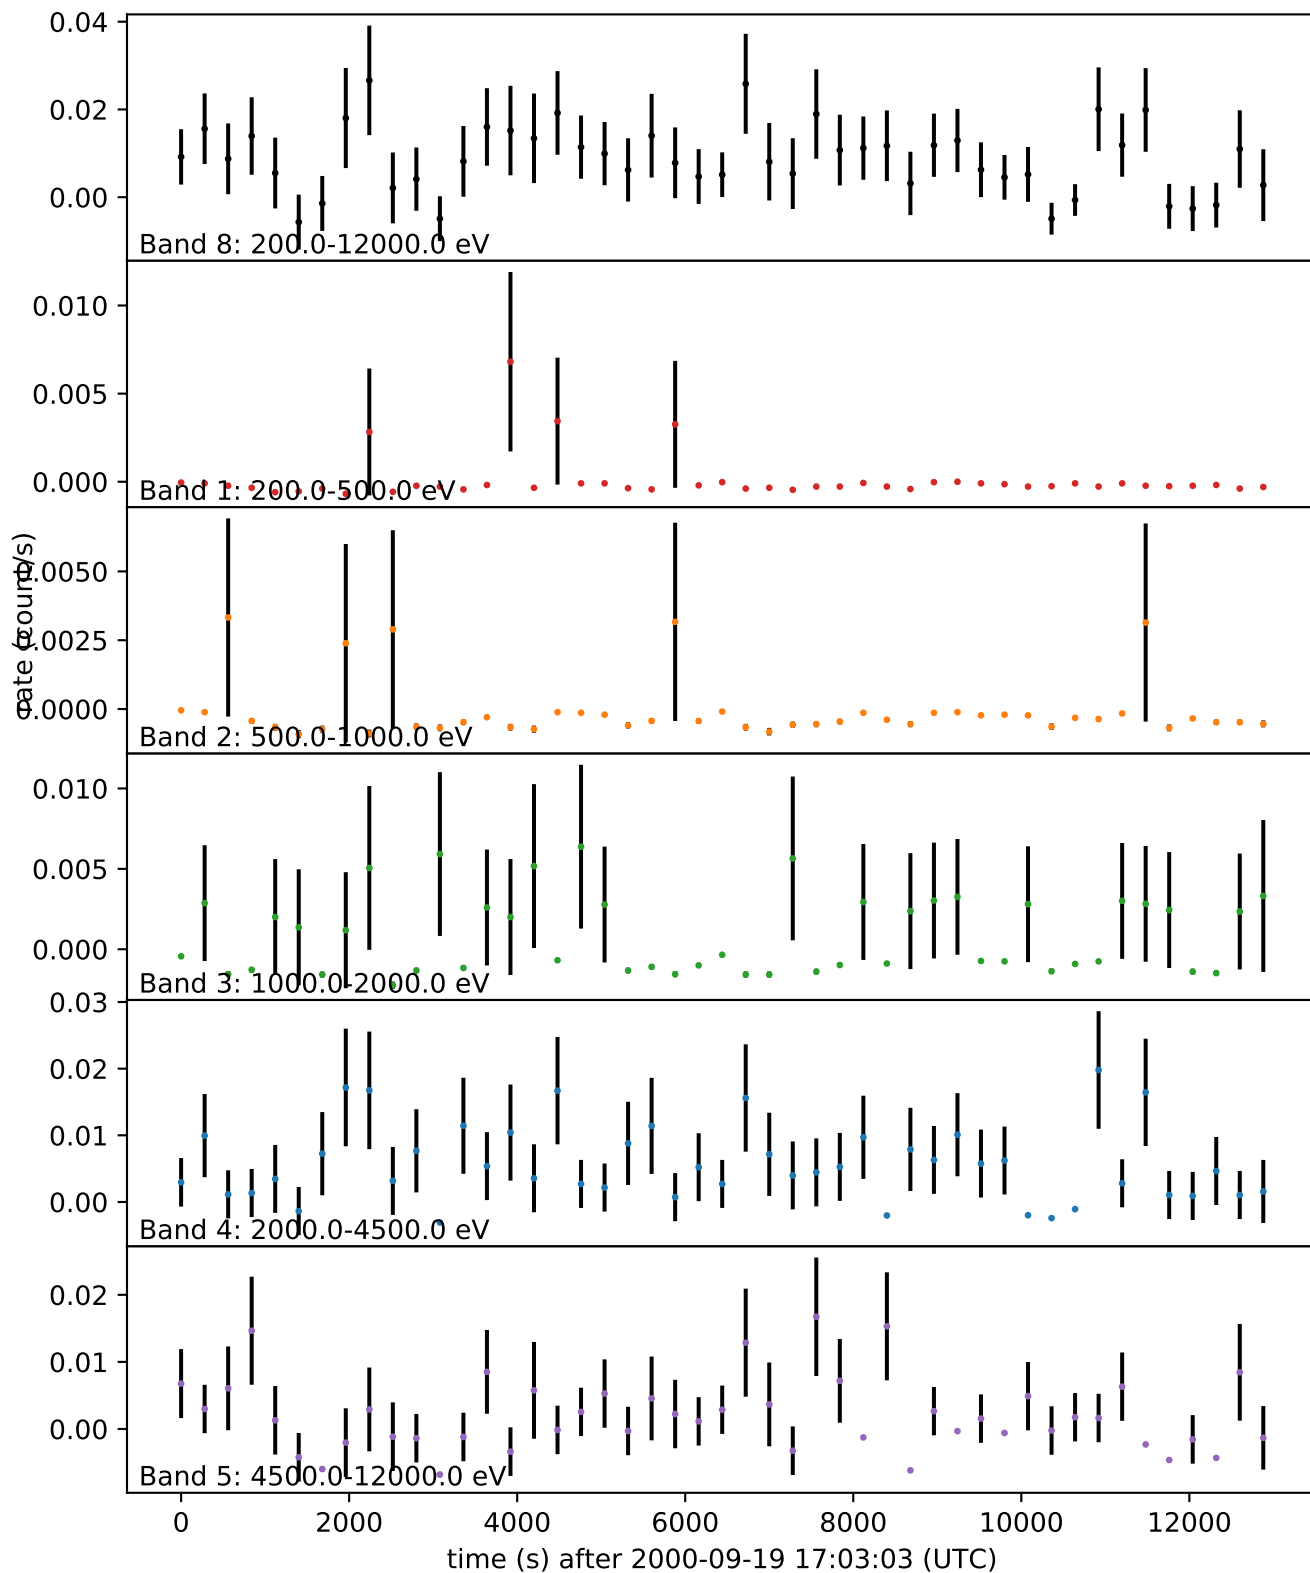 0.04
0.02
0.00
Band 8: 200.0-12000.0 eV
0.010
0.005
0.000
Band 1: 200.0-500.0 eV
rate (count/s)
0.0050
0.0025
0.0000
Band 2: 500.0-1000.0 eV
0.010
0.005
0.000
Band 3: 1000.0-2000.0 eV
0.03
0.02
0.01
0.00
Band 4: 2000.0-4500.0 eV
0.02
0.01
0.00
Band 5: 4500.0-12000.0 eV
0 2000 4000 6000 8000 10000 12000
time (s) after 2000-09-19 17:03:03 (UTC)